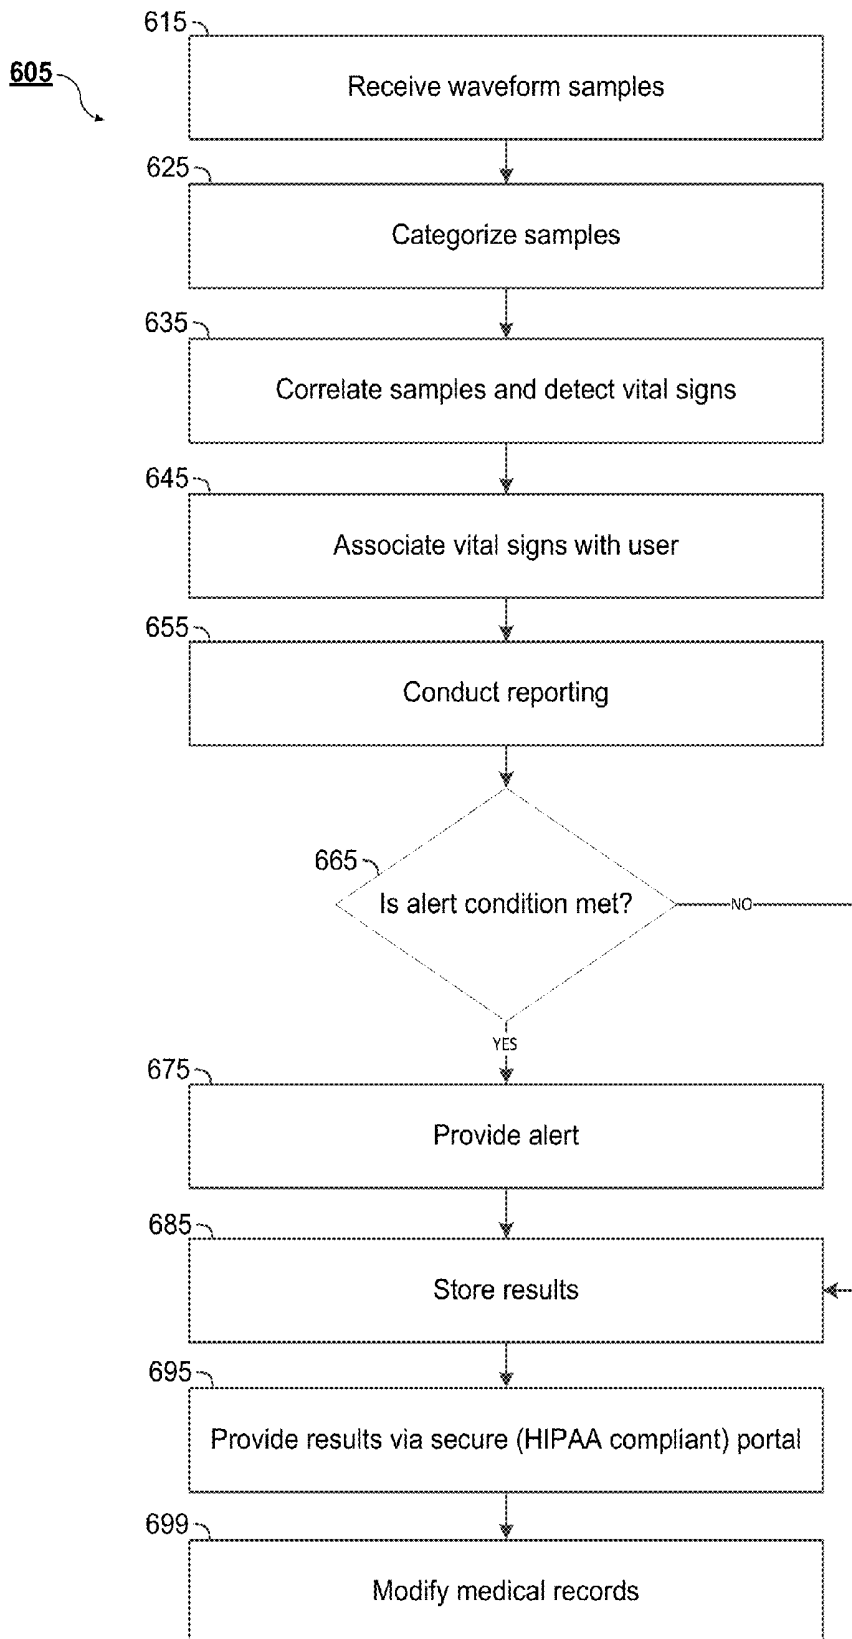 615
605
Receive waveform samples
625
Categorize samples
635
Correlate samples and detect vital signs
645
Associate vital signs with user
655
Conduct reporting
665
Is alert condition met?
NO
YES
675
Provide alert
685
Store results
695
Provide results via secure (HIPAA compliant) portal
699
Modify medical records